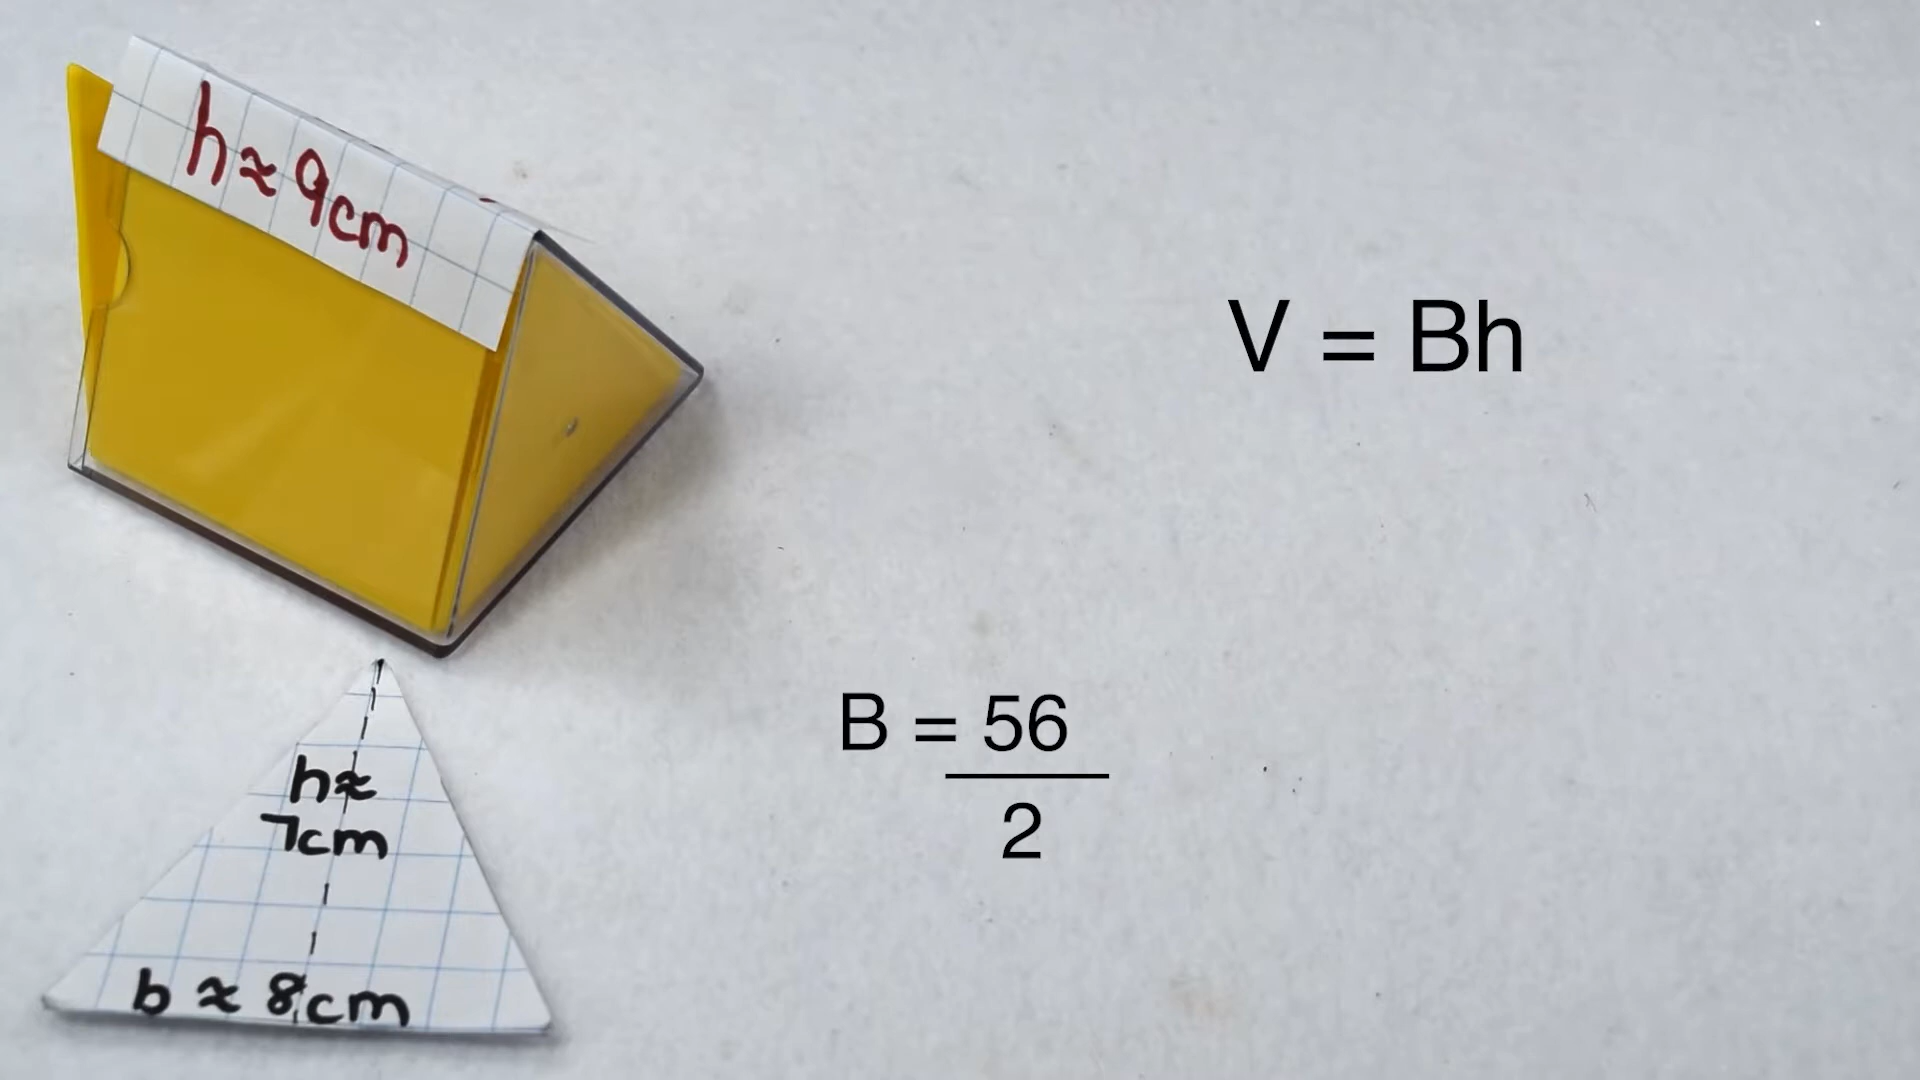 h≈9cm
V = Bh
B = 56
2
h≈
7cm
b ≈ 8cm